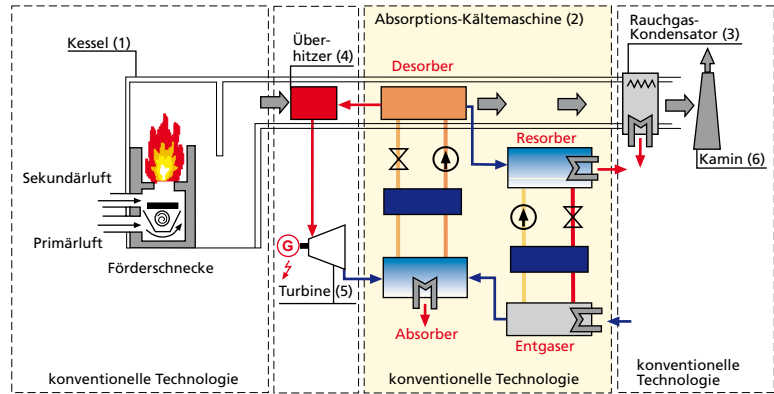 Kessel (1)
Über-
hitzer (4)
Absorptions-Kältemaschine (2)
Rauchgas-
Kondensator (3)
Desorber
Resorber
Kamin (6)
Sekundärluft
Primärluft
Förderschnecke
G
Turbine (5)
Absorber
Entgaser
konventionelle Technologie
konventionelle Technologie
konventionelle
Technologie